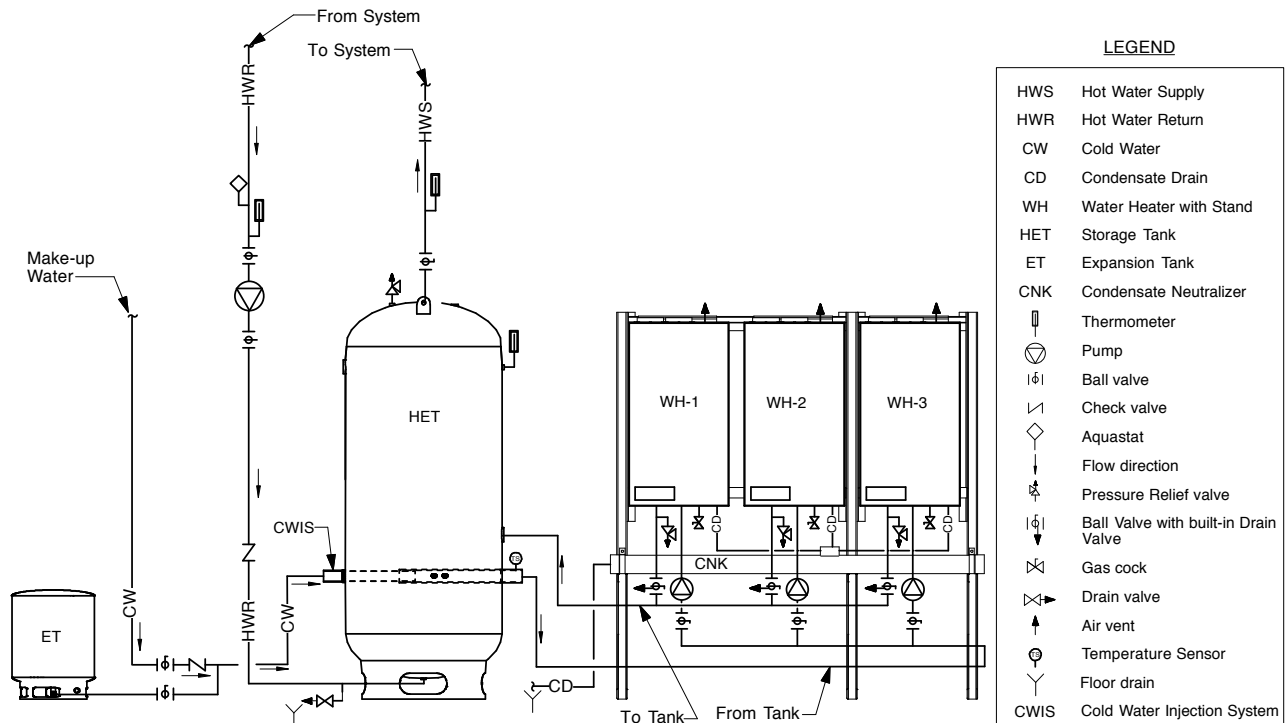 From System
To System
HWR
HWS
Make-up
Water
HET
WH-1
WH-2
WH-3
CWIS
TS
CD
CD
CNK
CW
HWR
CW
ET
CD
To Tank
From Tank
LEGEND
HWS Hot Water Supply
HWR Hot Water Return
CW Cold Water
CD Condensate Drain
WH Water Heater with Stand
HET Storage Tank
ET Expansion Tank
CNK Condensate Neutralizer
Thermometer
Pump
Ball valve
Check valve
Aquastat
Flow direction
Pressure Relief valve
Ball Valve with built-in Drain
Valve
Gas cock
Drain valve
Air vent
TS Temperature Sensor
Floor drain
CWIS Cold Water Injection System